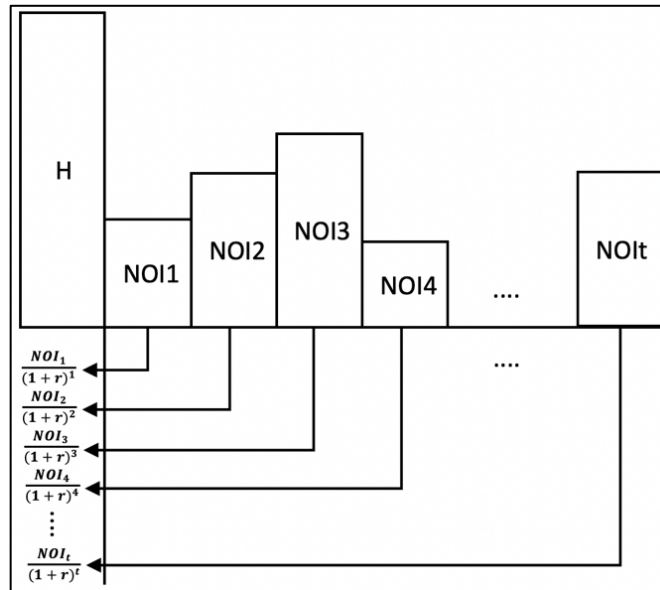 H
NOI1
NOI2
NOI3
NOI4
....
NOIt
....
NOI₁
(1 + r)¹
NOI₂
(1 + r)²
NOI₃
(1 + r)³
NOI₄
(1 + r)⁴
NOIₜ
(1 + r)ᵗ